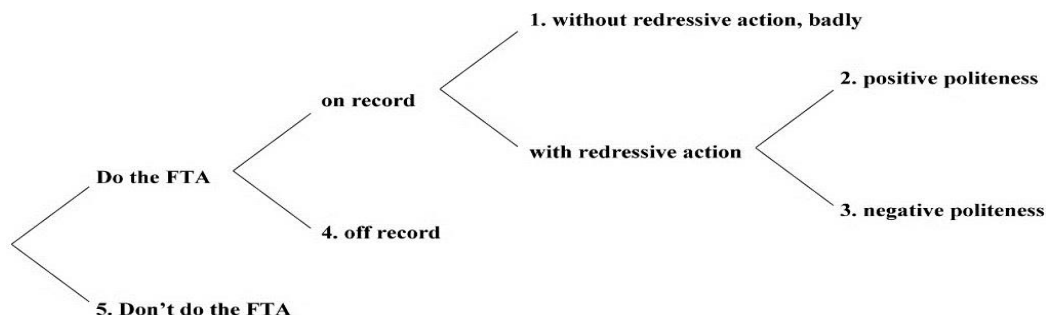 1. without redressive action, badly
2. positive politeness
on record
with redressive action
Do the FTA
3. negative politeness
4. off record
5. Don't do the FTA